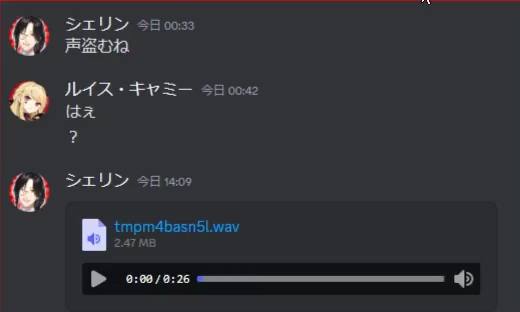 シェリン 今日 00:33
声盗むね
ルイス・キャミー 今日 00:42
はぇ
？
シェリン 今日 14:09
tmpm4basn5l.wav
2.47 MB
0:00/0:26